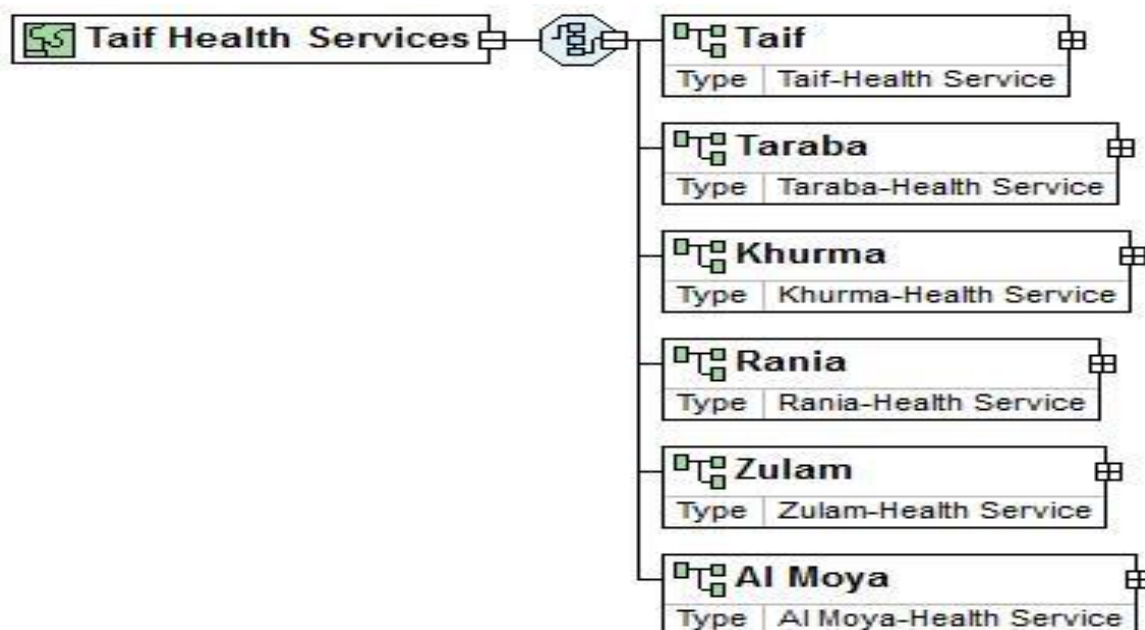 Taif Health Services
Taif
Type Taif-Health Service
Taraba
Type Taraba-Health Service
Khurma
Type Khurma-Health Service
Rania
Type Rania-Health Service
Zulam
Type Zulam-Health Service
Al Moya
Type Al Moya-Health Service